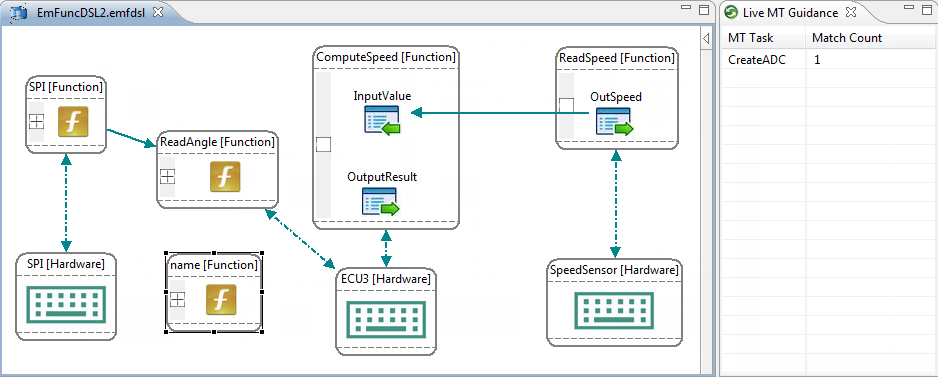 EmFuncDSL2.emfdsl
Live MT Guidance
MT Task Match Count
CreateADC 1
ComputeSpeed [Function]
ReadSpeed [Function]
SPI [Function]
InputValue
OutSpeed
ReadAngle [Function]
OutputResult
SPI [Hardware]
name [Function]
ECU3 [Hardware]
SpeedSensor [Hardware]